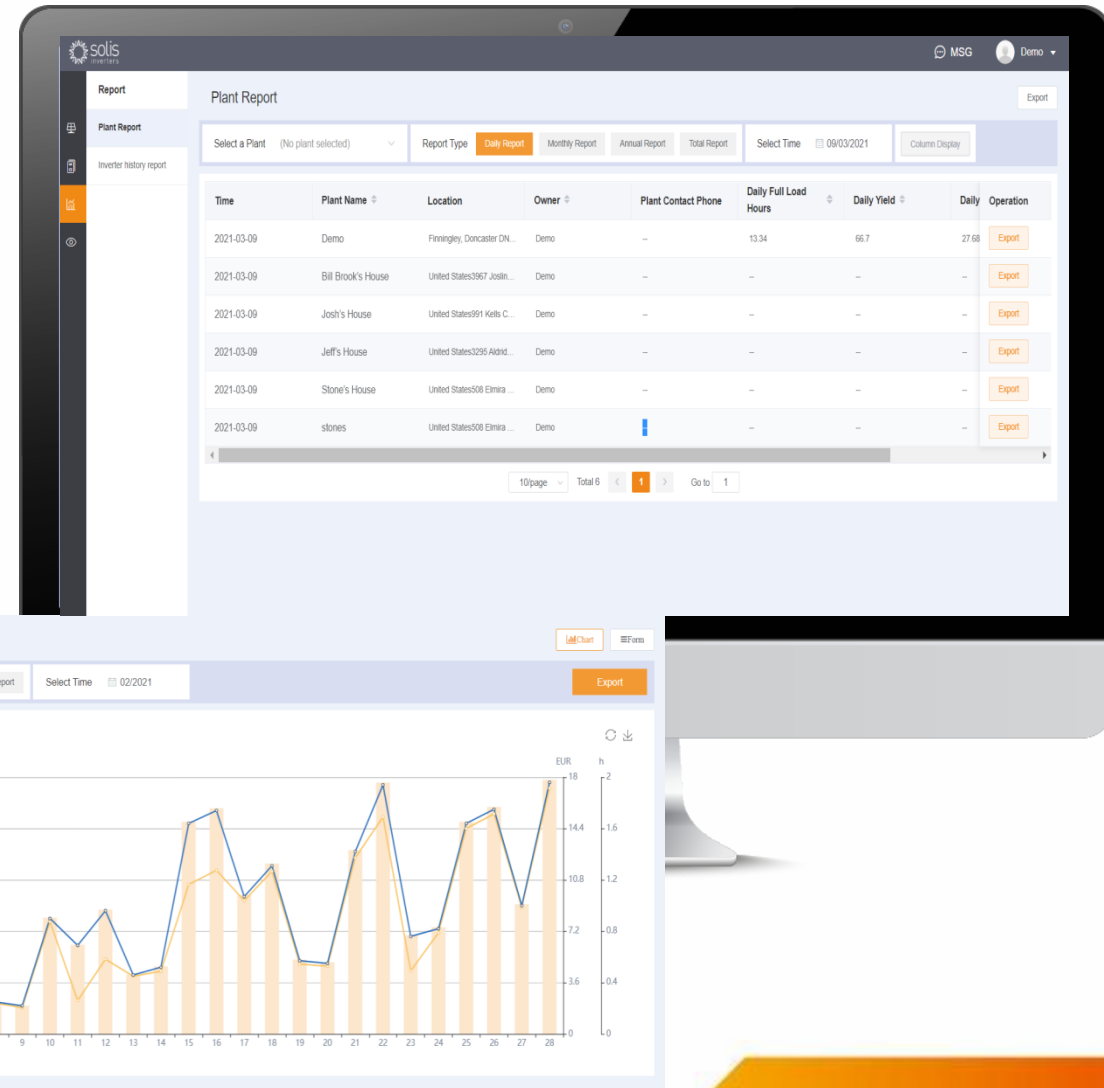 solis
inverters
MSG
Demo
Report
Plant Report
Inverter history report
Plant Report
Export
Select a Plant (No plant selected)
Report Type Daily Report Monthly Report Annual Report Total Report
Select Time 09/03/2021
Column Display
Time Plant Name Location Owner Plant Contact Phone Daily Full Load Hours Daily Yield Daily Operation
2021-03-09 Demo Finningley, Doncaster DN... Demo -- 13.34 66.7 27.68 Export
2021-03-09 Bill Brook's House United States3967 Joslin... Demo -- -- -- -- Export
2021-03-09 Josh's House United States991 Kells C... Demo -- -- -- -- Export
2021-03-09 Jeff's House United States3295 Aldrid... Demo -- -- -- -- Export
2021-03-09 Stone's House United States508 Elmira ... Demo -- -- -- -- Export
2021-03-09 stones United States508 Elmira ... Demo -- -- -- -- Export
10/page Total 6 1 Go to 1
Chart Form
port Select Time 02/2021 Export
EUR h
18 2
14.4 1.6
10.8 1.2
7.2 0.8
3.6 0.4
0 0
9 10 11 12 13 14 15 16 17 18 19 20 21 22 23 24 25 26 27 28